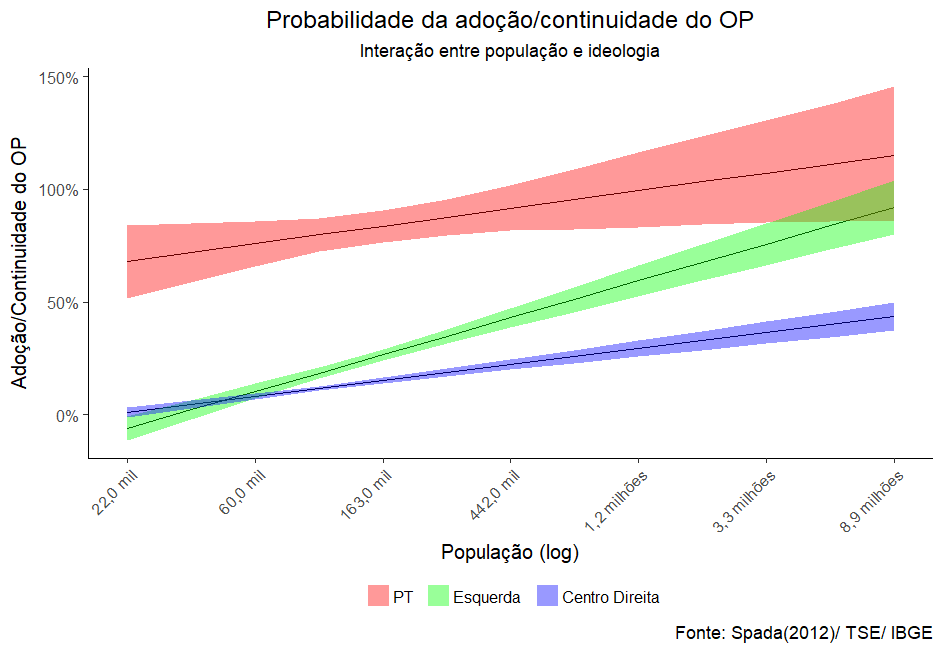 Probabilidade da adoção/continuidade do OP
Interação entre população e ideologia
Adoção/Continuidade do OP
150%
100%
50%
0%
22,0 mil
60,0 mil
163,0 mil
442,0 mil
1,2 milhões
3,3 milhões
8,9 milhões
População (log)
PT Esquerda Centro Direita
Fonte: Spada(2012)/ TSE/ IBGE